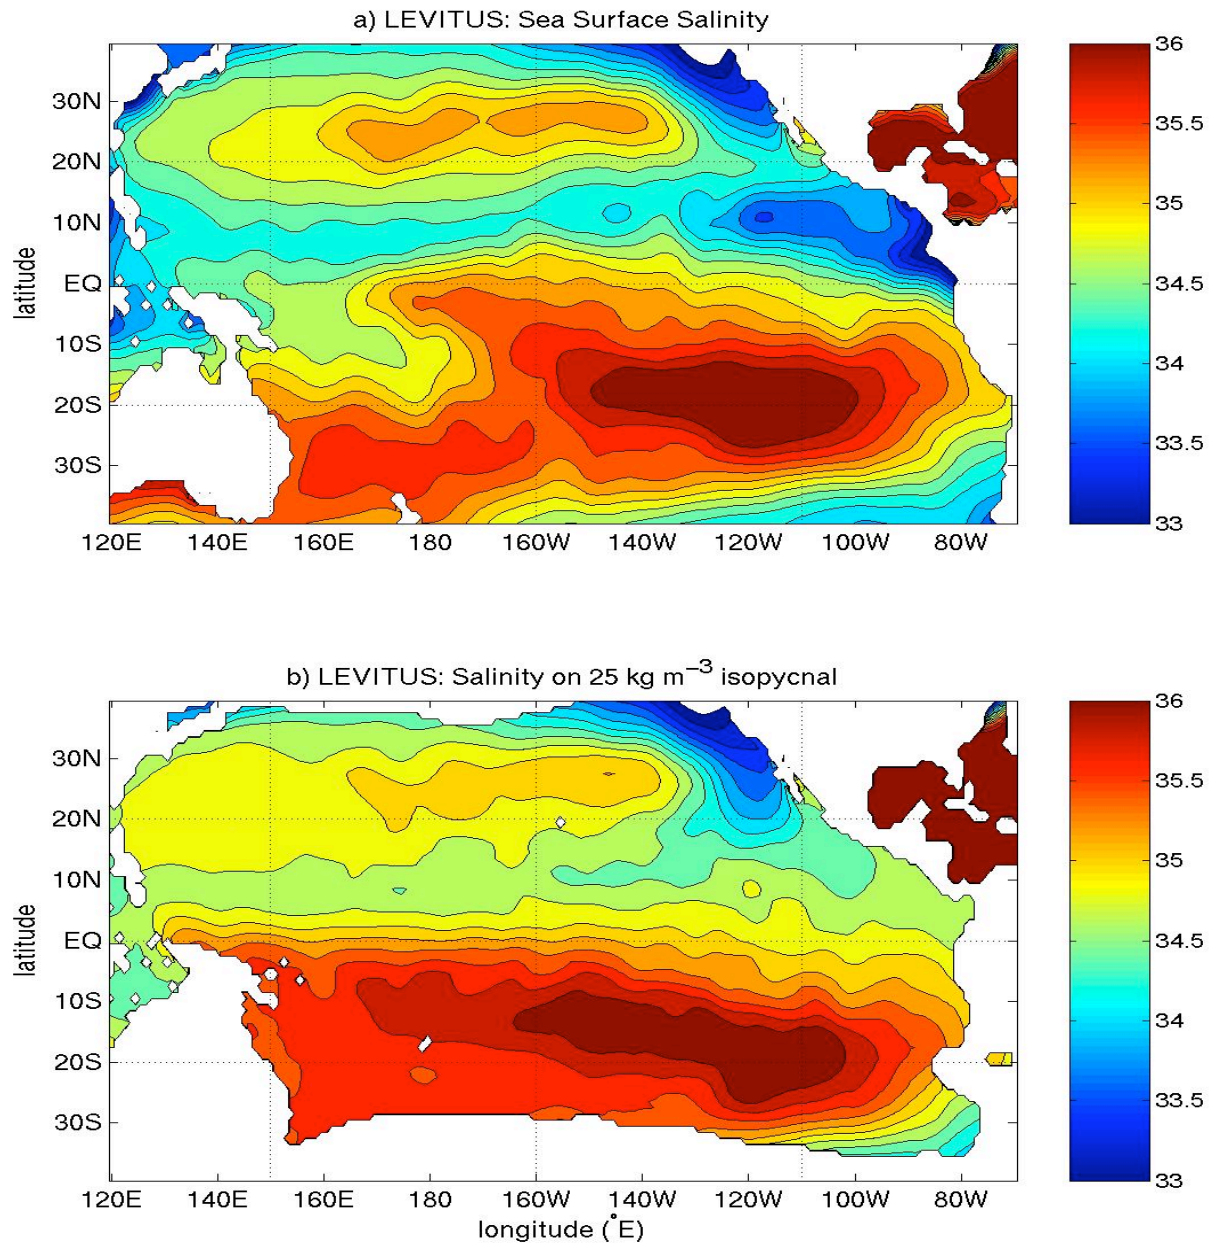 a) LEVITUS: Sea Surface Salinity
30N
20N
10N
EQ
10S
20S
30S
latitude
120E 140E 160E 180 160W 140W 120W 100W 80W
36
35.5
35
34.5
34
33.5
33
b) LEVITUS: Salinity on 25 kg m⁻³ isopycnal
30N
20N
10N
EQ
10S
20S
30S
latitude
120E 140E 160E 180 160W 140W 120W 100W 80W
longitude (°E)
36
35.5
35
34.5
34
33.5
33